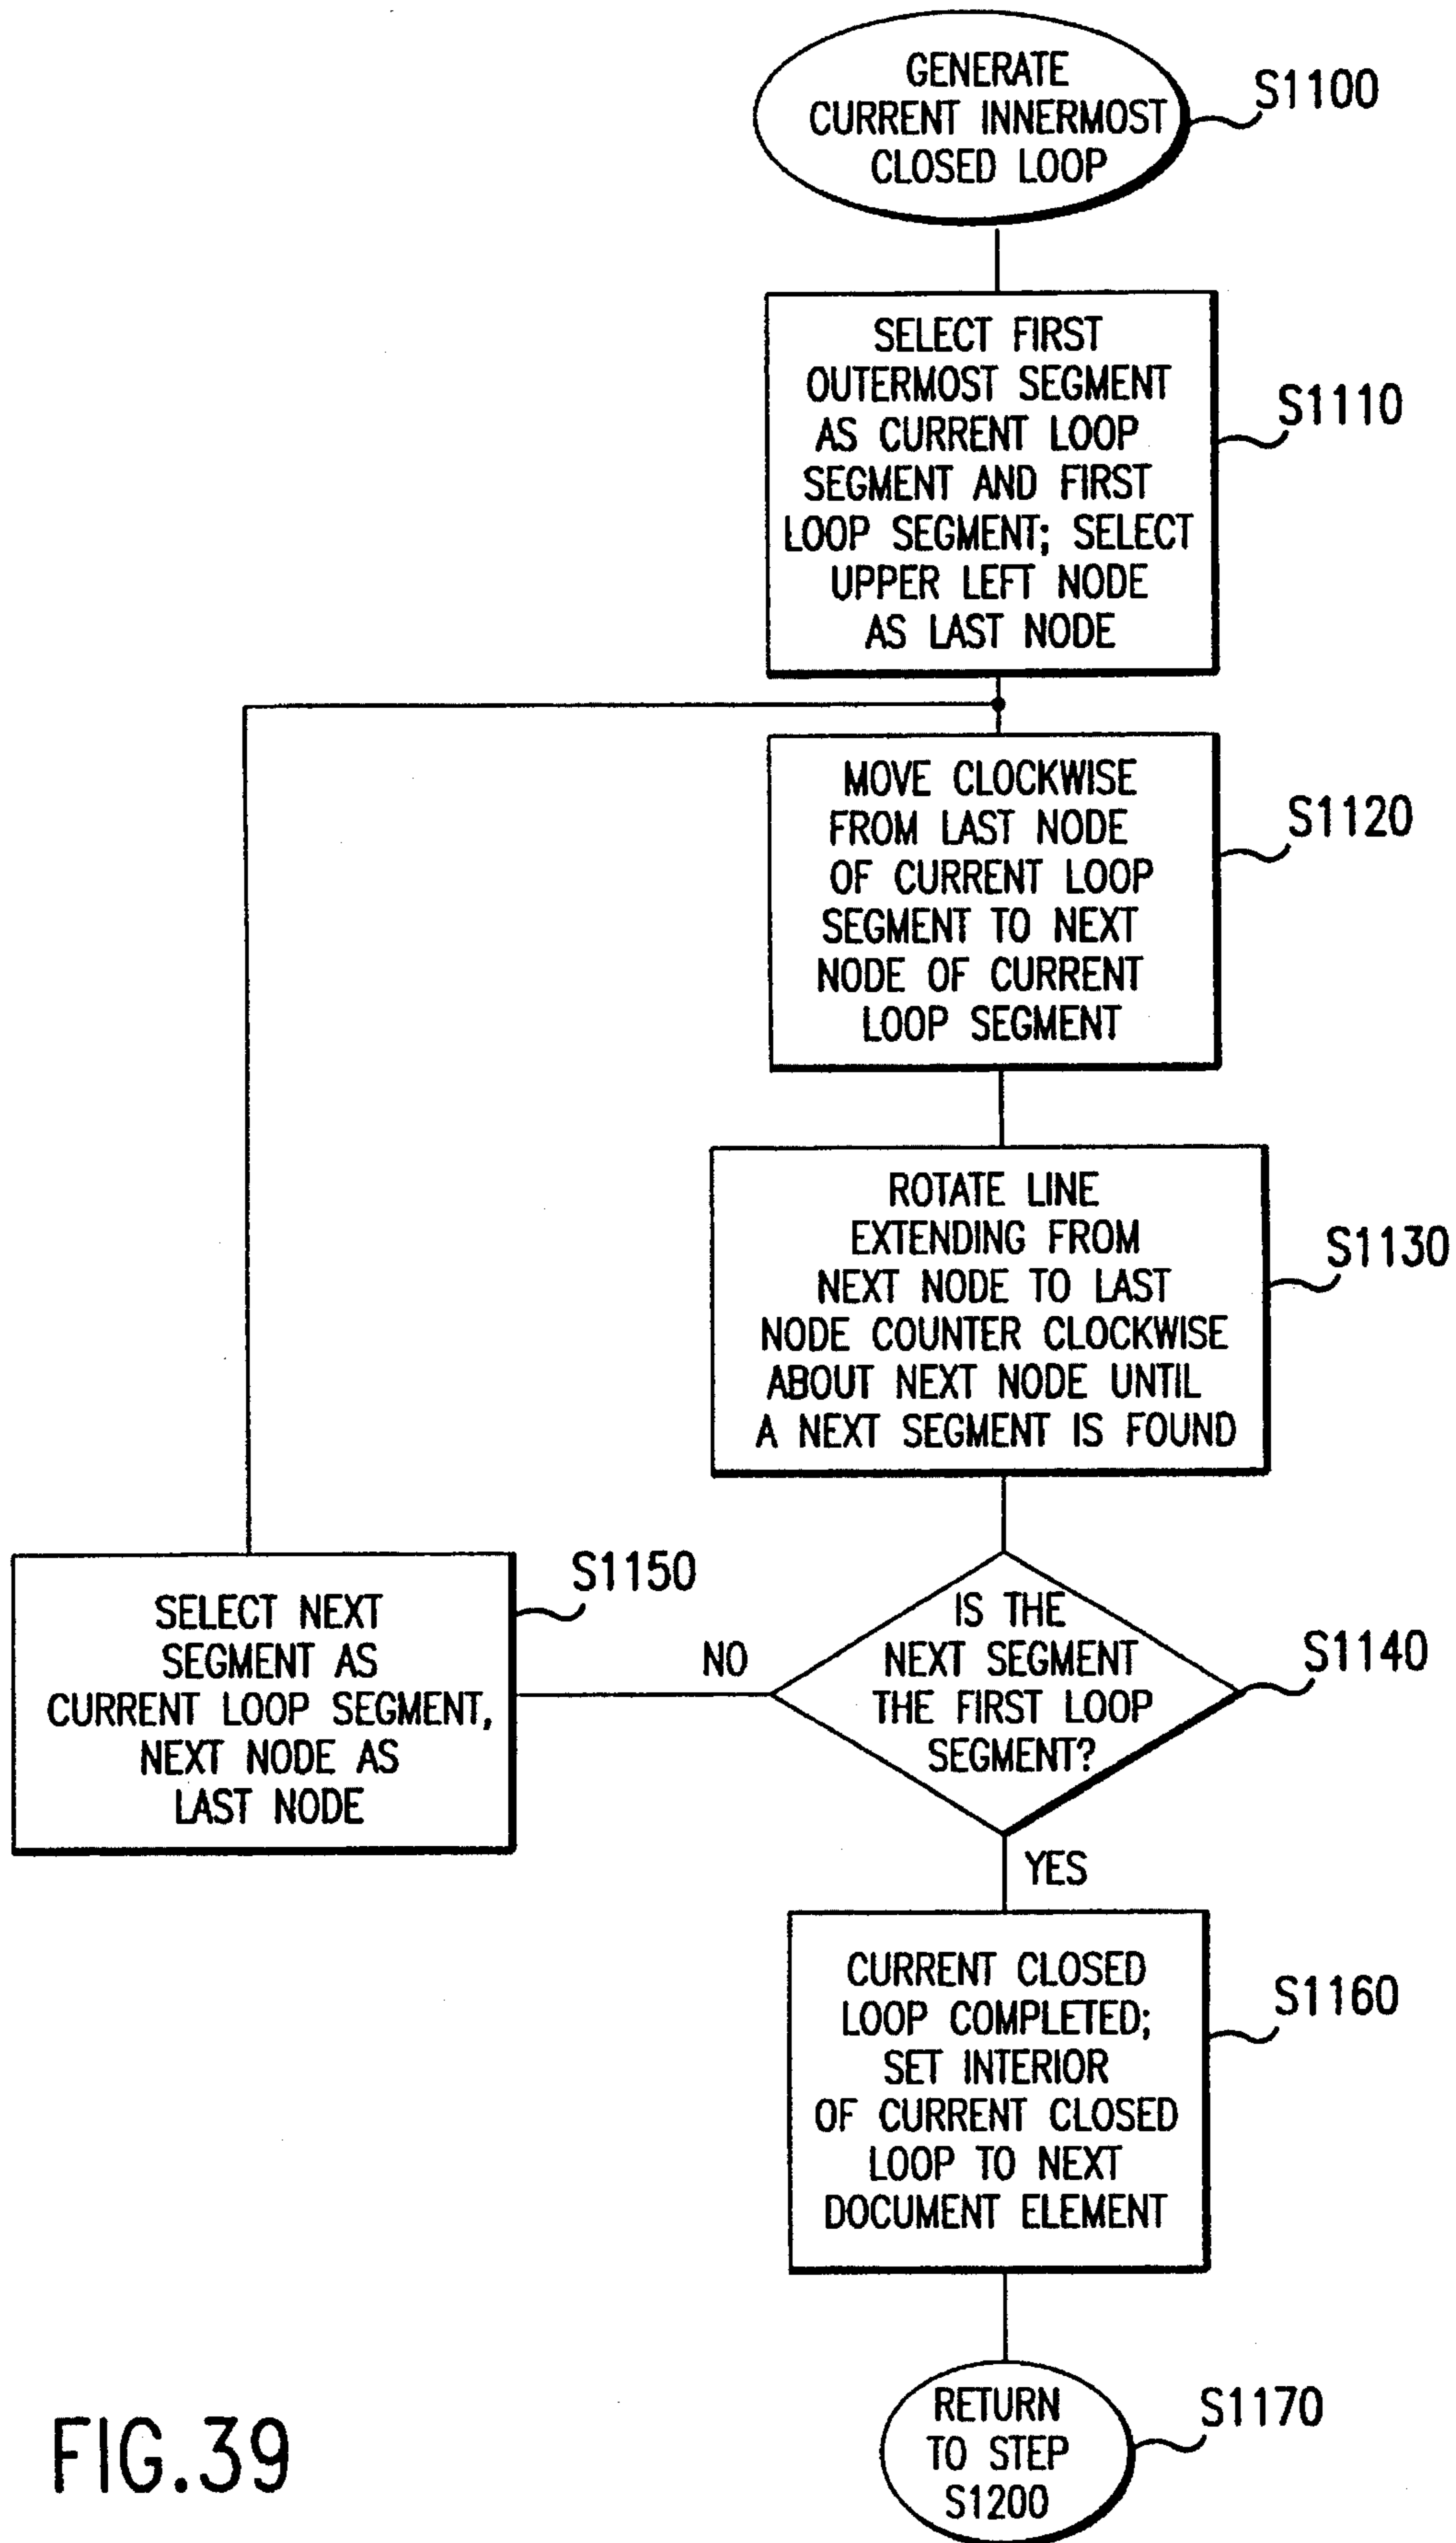 GENERATE
CURRENT INNERMOST
CLOSED LOOP
S1100
SELECT FIRST
OUTERMOST SEGMENT
AS CURRENT LOOP
SEGMENT AND FIRST
LOOP SEGMENT; SELECT
UPPER LEFT NODE
AS LAST NODE
S1110
MOVE CLOCKWISE
FROM LAST NODE
OF CURRENT LOOP
SEGMENT TO NEXT
NODE OF CURRENT
LOOP SEGMENT
S1120
ROTATE LINE
EXTENDING FROM
NEXT NODE TO LAST
NODE COUNTER CLOCKWISE
ABOUT NEXT NODE UNTIL
A NEXT SEGMENT IS FOUND
S1130
IS THE
NEXT SEGMENT
THE FIRST LOOP
SEGMENT?
S1140
NO
SELECT NEXT
SEGMENT AS
CURRENT LOOP SEGMENT,
NEXT NODE AS
LAST NODE
S1150
YES
CURRENT CLOSED
LOOP COMPLETED;
SET INTERIOR
OF CURRENT CLOSED
LOOP TO NEXT
DOCUMENT ELEMENT
S1160
RETURN
TO STEP
S1200
S1170
FIG.39